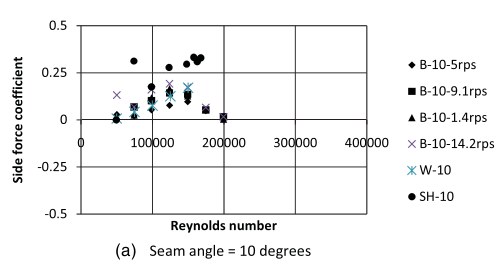 0.5
0.25
0
-0.25
-0.5
Side force coefficient
0 100000 200000 300000 400000
Reynolds number
B-10-5rps
B-10-9.1rps
B-10-1.4rps
B-10-14.2rps
W-10
SH-10
(a) Seam angle = 10 degrees